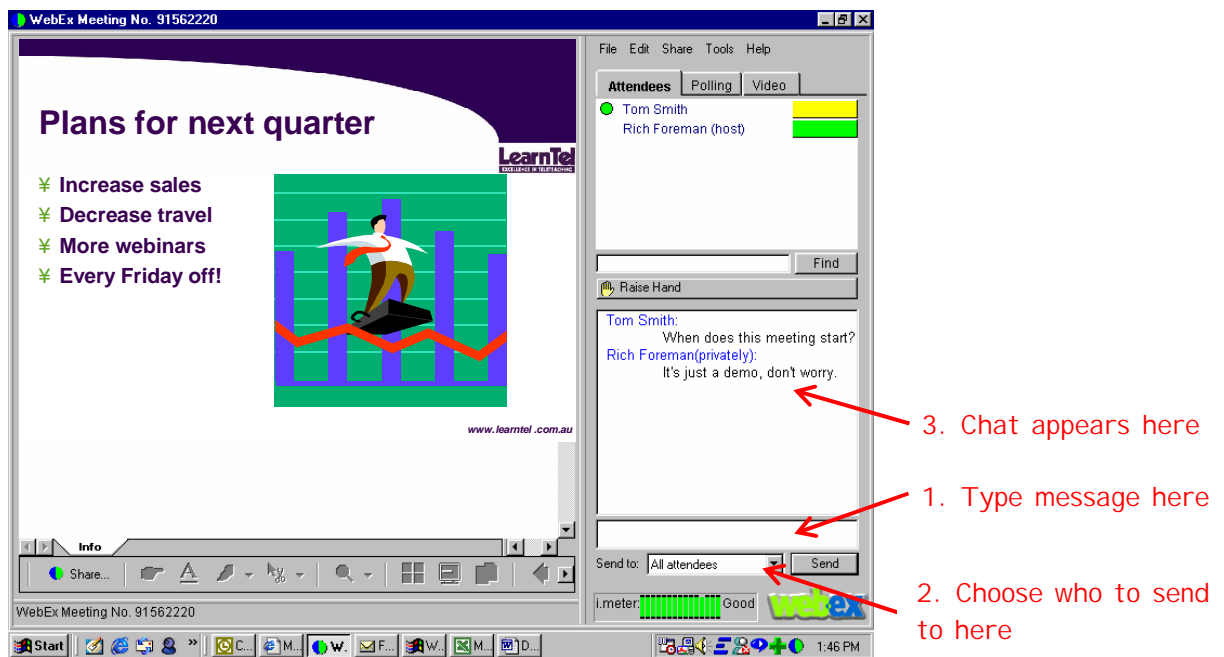 WebEx Meeting No. 91562220
Plans for next quarter
LearnTel
EXCELLENCE IN TELETEACHING
¥ Increase sales
¥ Decrease travel
¥ More webinars
¥ Every Friday off!
www.learntel.com.au
Info
Share...
WebEx Meeting No. 91562220
File Edit Share Tools Help
Attendees Polling Video
Tom Smith
Rich Foreman (host)
Find
Raise Hand
Tom Smith:
When does this meeting start?
Rich Foreman(privately):
It's just a demo, don't worry.
Send to: All attendees Send
i.meter: Good
webex
3. Chat appears here
1. Type message here
2. Choose who to send
to here
Start » C... M... W. F... W... M... D... 1:46 PM